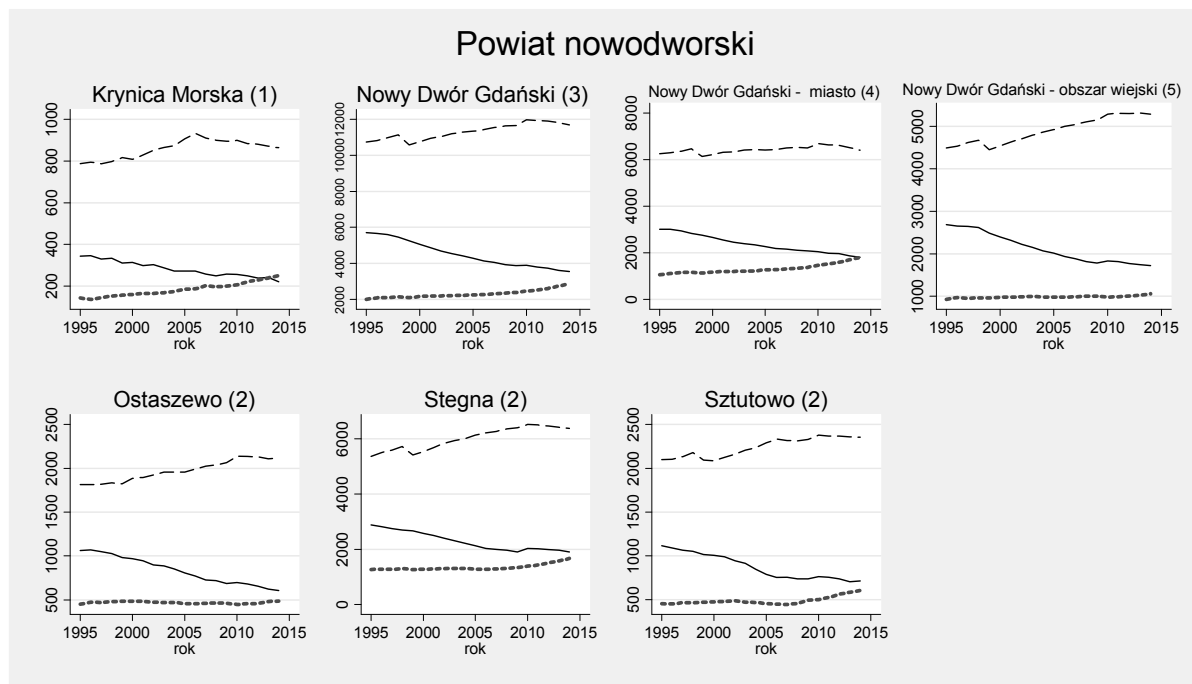 Powiat nowodworski
Krynica Morska (1)
1000
800
600
400
200
1995 2000 2005 2010 2015
rok
Nowy Dwór Gdański (3)
12000
10000
8000
6000
4000
2000
1995 2000 2005 2010 2015
rok
Nowy Dwór Gdański - miasto (4)
8000
6000
4000
2000
0
1995 2000 2005 2010 2015
rok
Nowy Dwór Gdański - obszar wiejski (5)
5000
4000
3000
2000
1000
1995 2000 2005 2010 2015
rok
Ostaszewo (2)
2500
2000
1500
1000
500
1995 2000 2005 2010 2015
rok
Stegna (2)
6000
4000
2000
0
1995 2000 2005 2010 2015
rok
Sztutowo (2)
2500
2000
1500
1000
500
1995 2000 2005 2010 2015
rok